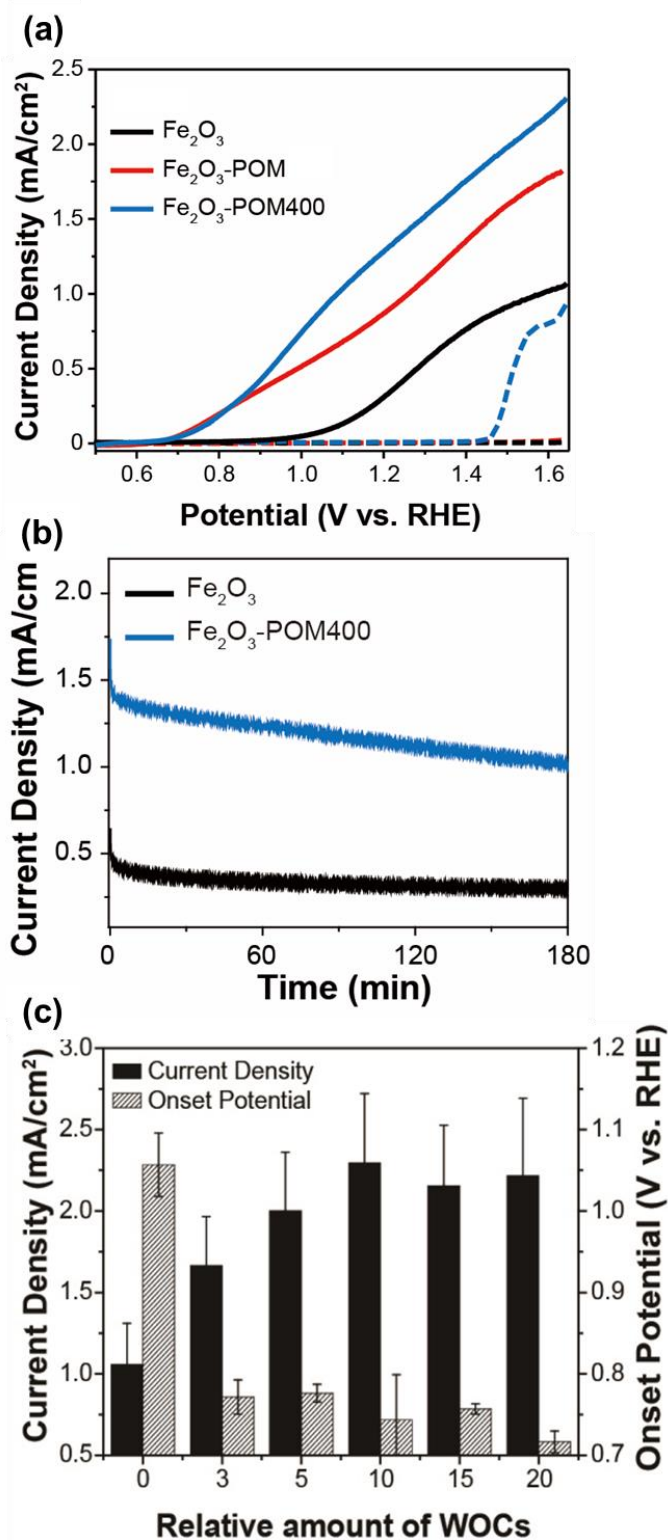 (a)
Current Density (mA/cm²)
2.5
2.0
1.5
1.0
0.5
0
Fe₂O₃
Fe₂O₃-POM
Fe₂O₃-POM400
0.6 0.8 1.0 1.2 1.4 1.6
Potential (V vs. RHE)
(b)
Current Density (mA/cm
2.0
1.5
1.0
0.5
Fe₂O₃
Fe₂O₃-POM400
0 60 120 180
Time (min)
(c)
Current Density (mA/cm²)
3.0
2.5
2.0
1.5
1.0
0.5
Current Density
Onset Potential
1.2
1.1
1.0
0.9
0.8
0.7
Onset Potential (V vs. RHE)
0 3 5 10 15 20
Relative amount of WOCs